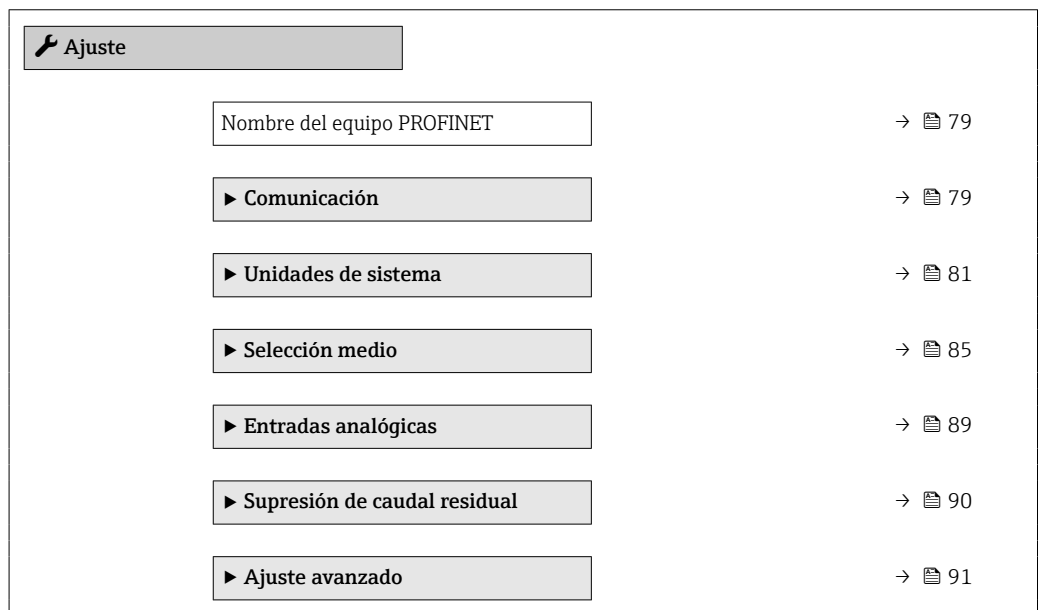 Ajuste
Nombre del equipo PROFINET → 79
▶ Comunicación → 79
▶ Unidades de sistema → 81
▶ Selección medio → 85
▶ Entradas analógicas → 89
▶ Supresión de caudal residual → 90
▶ Ajuste avanzado → 91